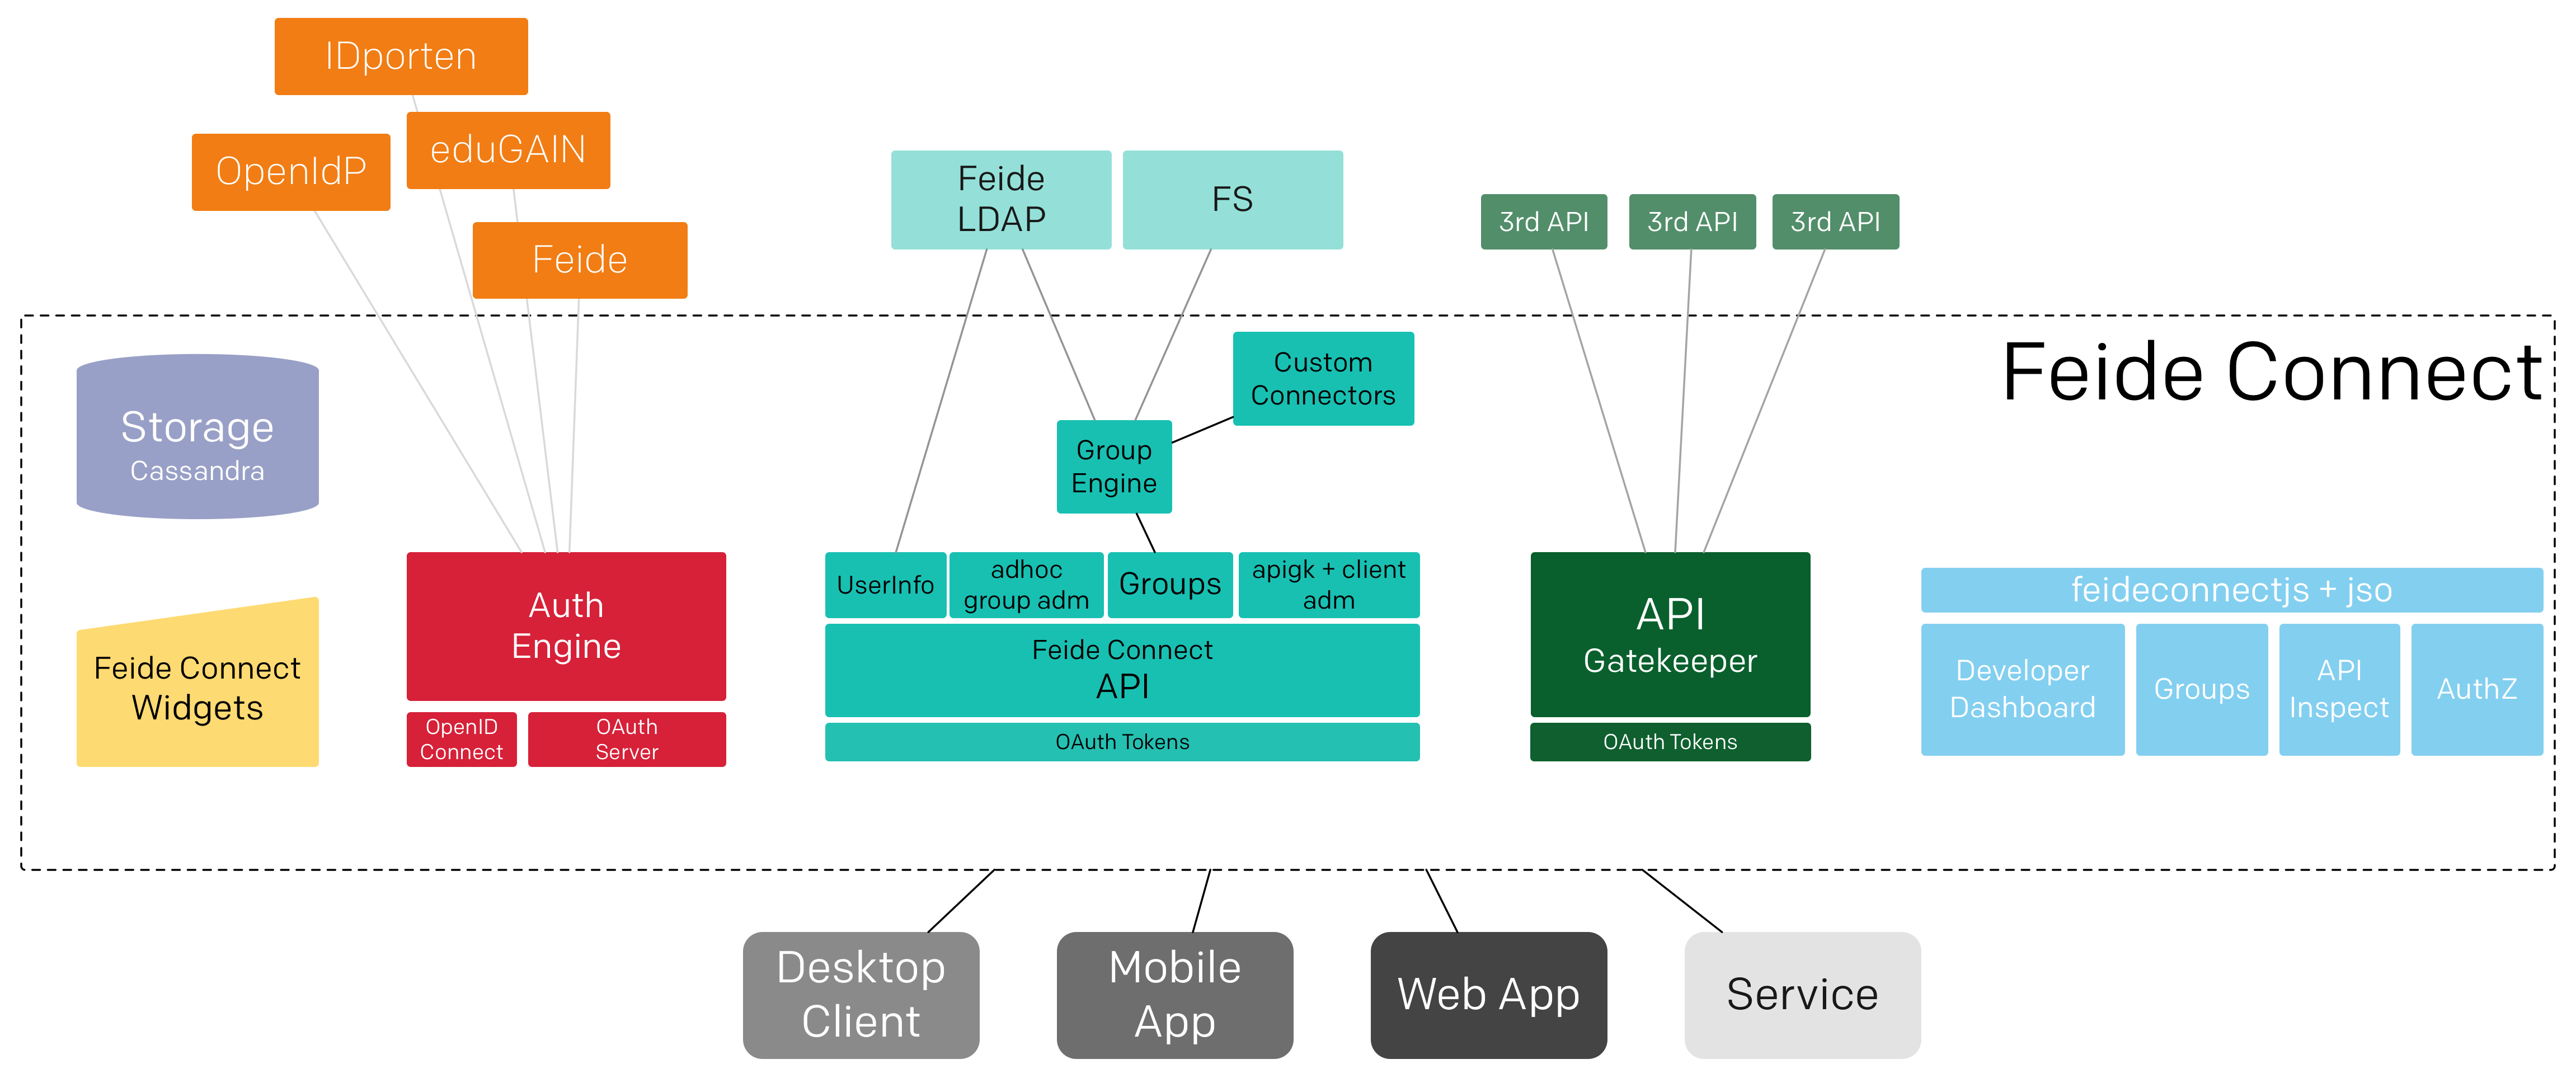 IDporten
OpenIdP
eduGAIN
Feide
Feide
LDAP
FS
3rd API
3rd API
3rd API
Feide Connect
Storage
Cassandra
Custom
Connectors
Group
Engine
Feide Connect
Widgets
Auth
Engine
OpenID
Connect
OAuth
Server
UserInfo
adhoc
group adm
Groups
apigk + client
adm
Feide Connect
API
OAuth Tokens
API
Gatekeeper
OAuth Tokens
feideconnectjs + jso
Developer
Dashboard
Groups
API
Inspect
AuthZ
Desktop
Client
Mobile
App
Web App
Service